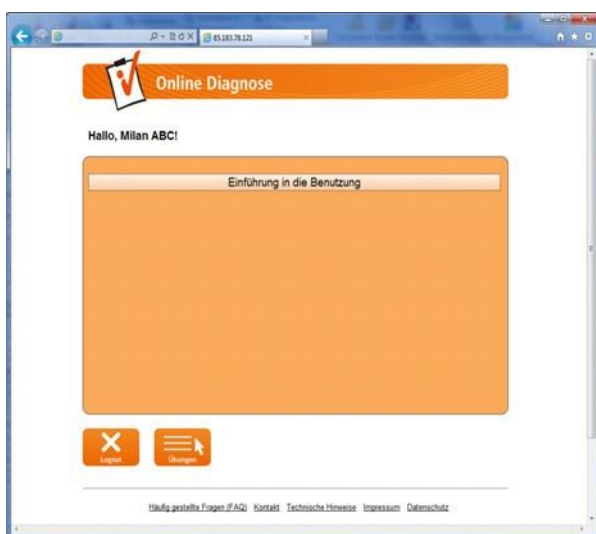 85.183.78.121
Online Diagnose
Hallo, Milan ABC!
Einführung in die Benutzung
Logout
Übungen
Häufig gestellte Fragen (FAQ) Kontakt Technische Hinweise Impressum Datenschutz